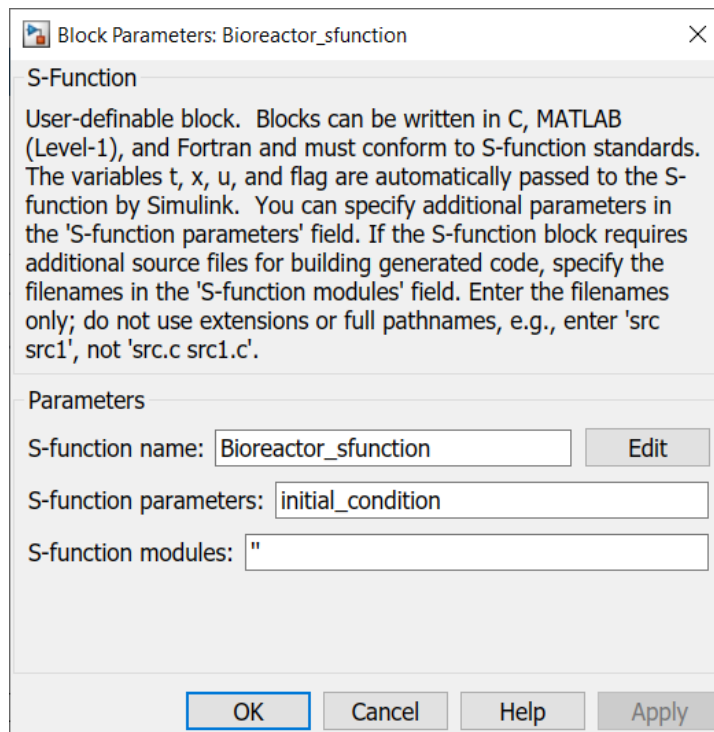 Block Parameters: Bioreactor_sfunction
S-Function
User-definable block.  Blocks can be written in C, MATLAB
(Level-1), and Fortran and must conform to S-function standards.
The variables t, x, u, and flag are automatically passed to the S-
function by Simulink.  You can specify additional parameters in
the 'S-function parameters' field. If the S-function block requires
additional source files for building generated code, specify the
filenames in the 'S-function modules' field. Enter the filenames
only; do not use extensions or full pathnames, e.g., enter 'src
src1', not 'src.c src1.c'.
Parameters
S-function name: Bioreactor_sfunction Edit
S-function parameters: initial_condition
S-function modules: ''
OK Cancel Help Apply